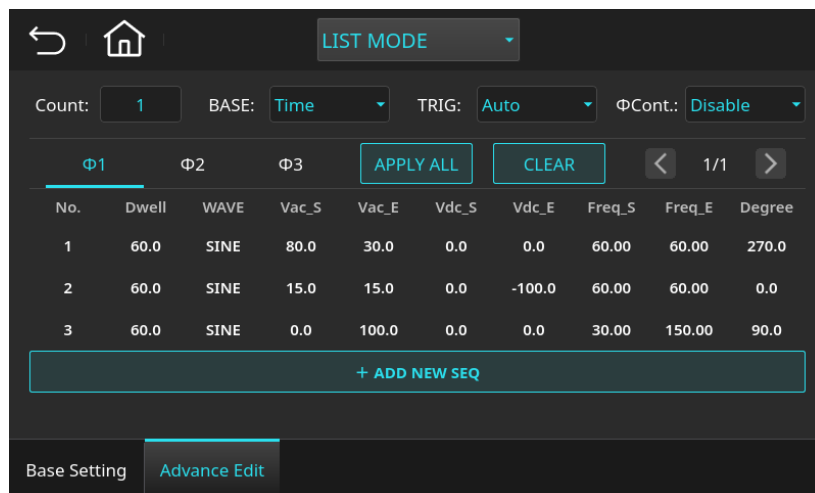 LIST MODE
Count: 1 BASE: Time TRIG: Auto ΦCont.: Disable
Φ1 Φ2 Φ3 APPLY ALL CLEAR 1/1
No. Dwell WAVE Vac_S Vac_E Vdc_S Vdc_E Freq_S Freq_E Degree
1 60.0 SINE 80.0 30.0 0.0 0.0 60.00 60.00 270.0
2 60.0 SINE 15.0 15.0 0.0 -100.0 60.00 60.00 0.0
3 60.0 SINE 0.0 100.0 0.0 0.0 30.00 150.00 90.0
+ ADD NEW SEQ
Base Setting Advance Edit